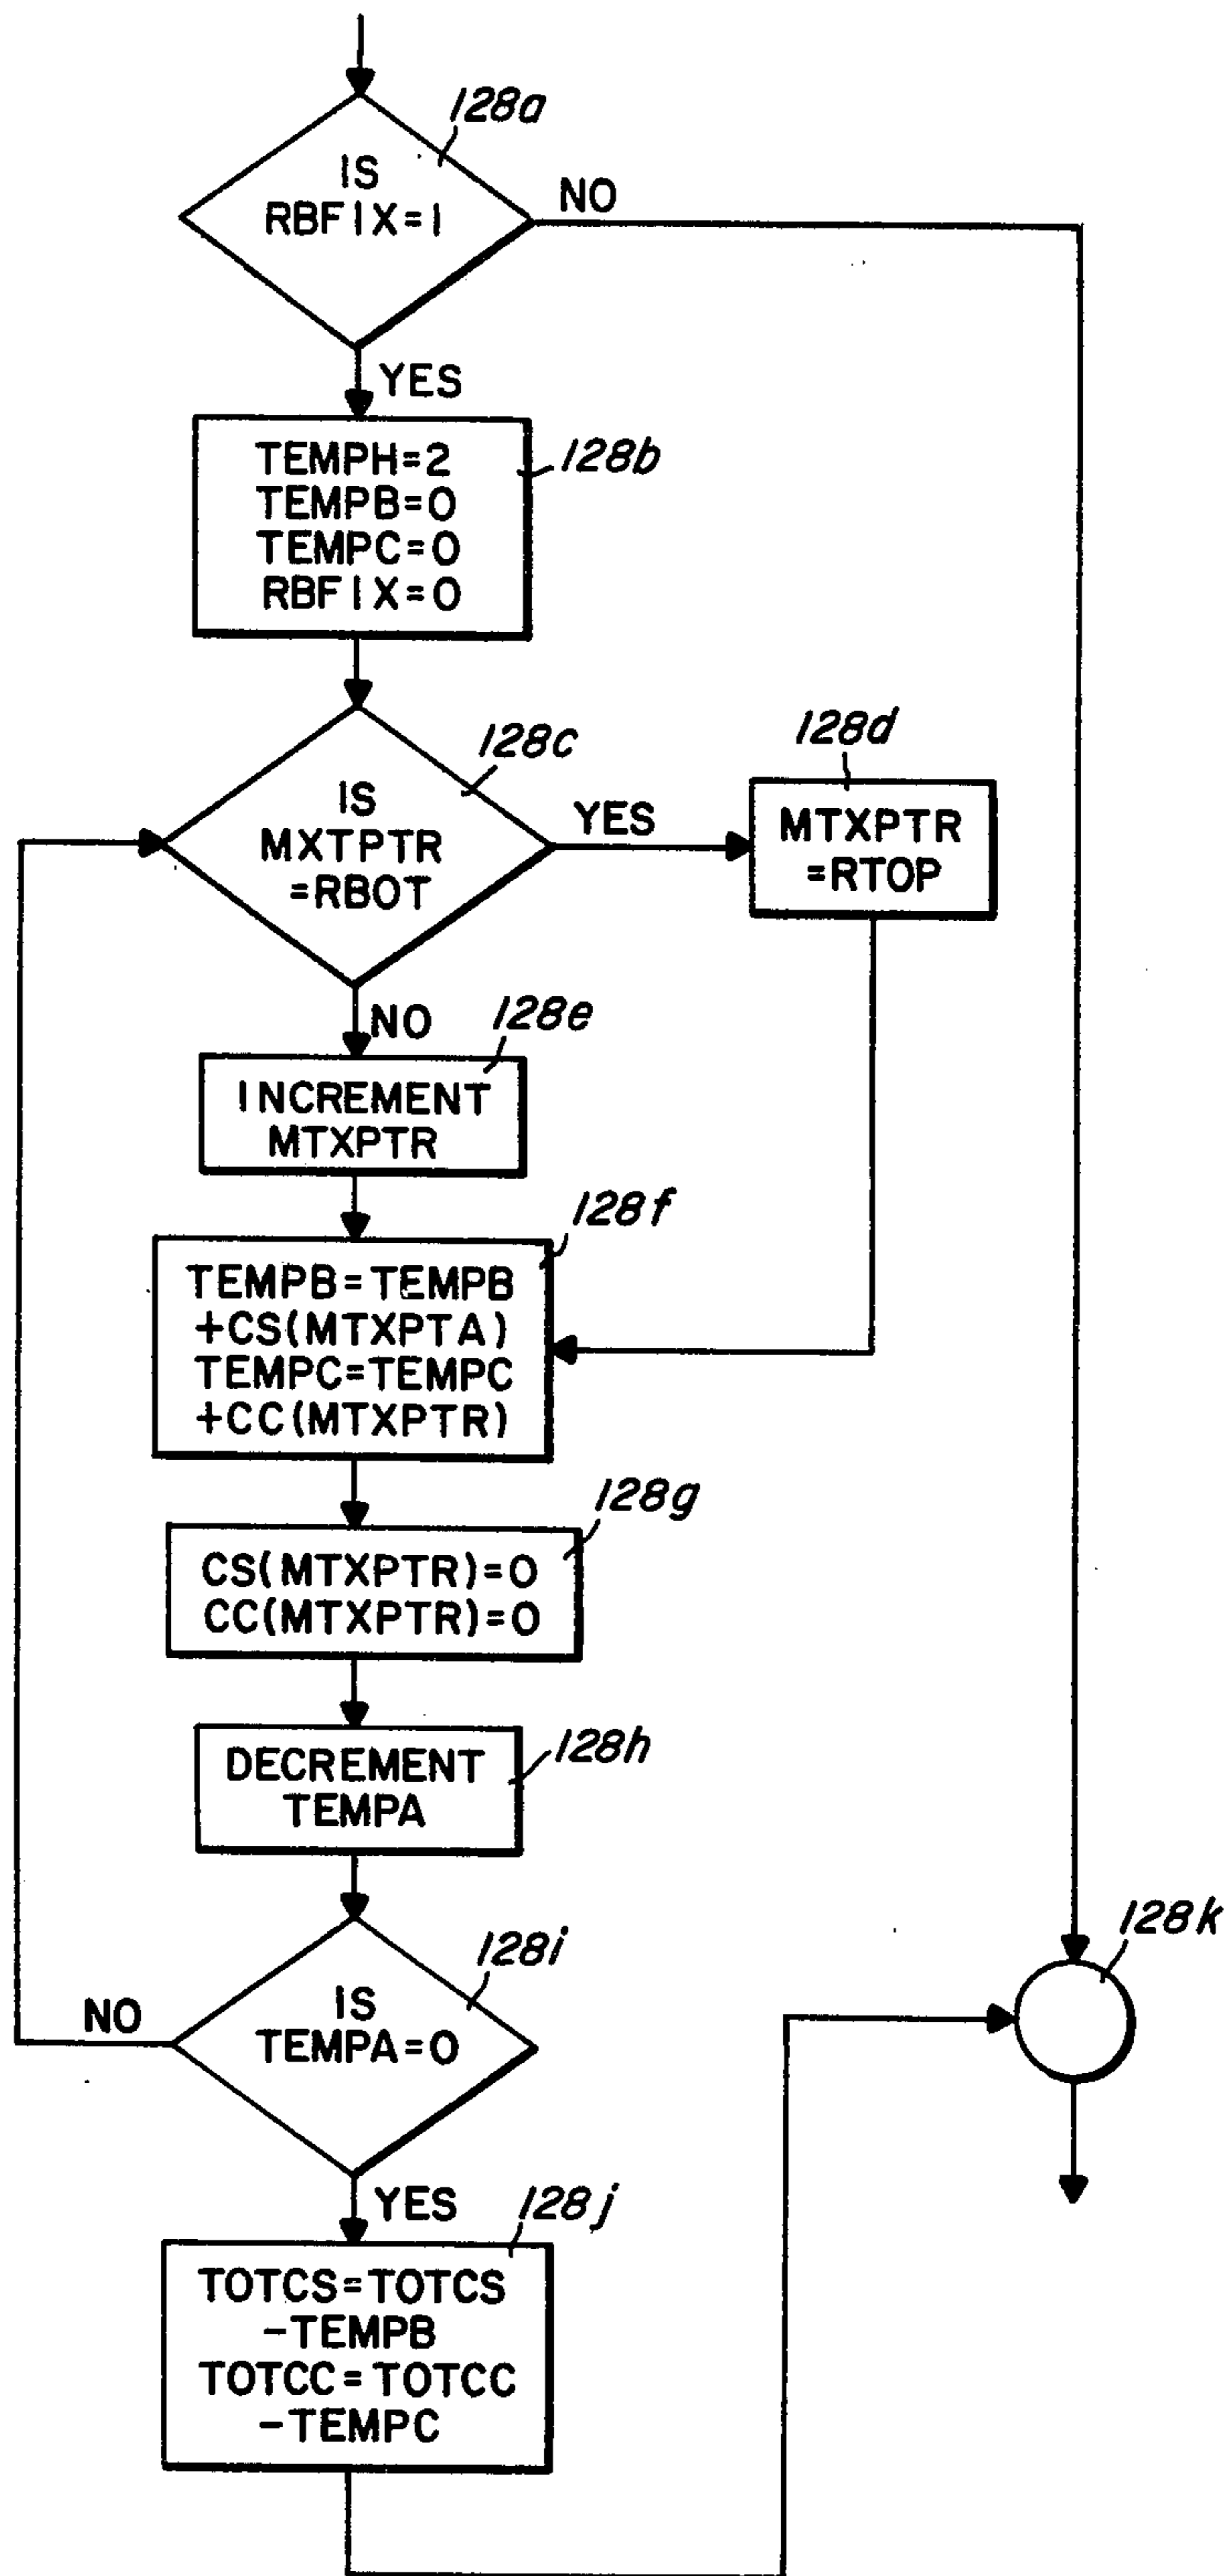 128a
IS
RBFIX=1
NO
YES
TEMPH=2
TEMPB=0
TEMPC=0
RBFIX=0
128b
128c
IS
MXTPTR
=RBOT
YES
128d
MTXPTR
=RTOP
NO
128e
INCREMENT
MTXPTR
128f
TEMPB=TEMPB
+CS(MTXPTA)
TEMPC=TEMPC
+CC(MTXPTR)
128g
CS(MTXPTR)=0
CC(MTXPTR)=0
DECREMENT
TEMPA
128h
128i
IS
TEMPA=0
NO
128k
YES
128j
TOTCS=TOTCS
-TEMPB
TOTCC=TOTCC
-TEMPC